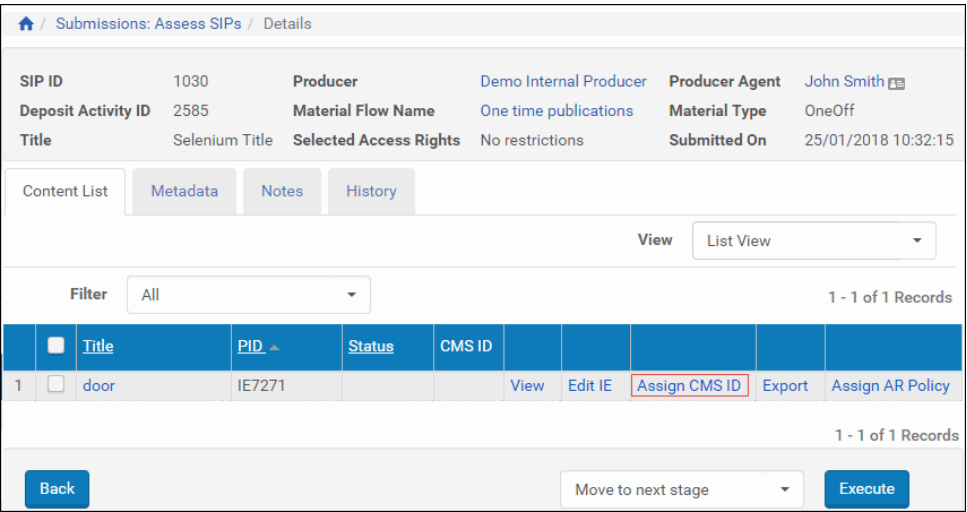 / Submissions: Assess SIPs / Details
SIP ID 1030 Producer Demo Internal Producer Producer Agent John Smith
Deposit Activity ID 2585 Material Flow Name One time publications Material Type OneOff
Title Selenium Title Selected Access Rights No restrictions Submitted On 25/01/2018 10:32:15
Content List Metadata Notes History
View List View
Filter All 1 - 1 of 1 Records
Title PID Status CMS ID
1 door IE7271 View Edit IE Assign CMS ID Export Assign AR Policy
1 - 1 of 1 Records
Back Move to next stage Execute